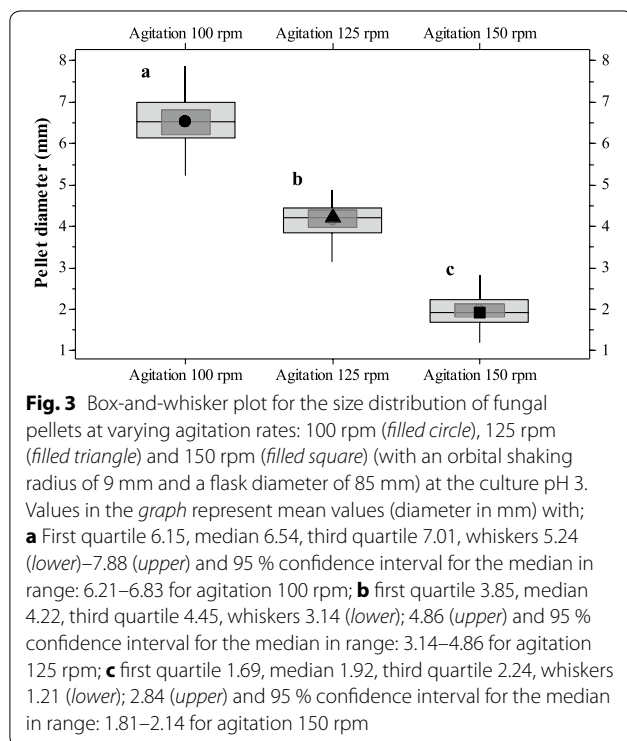 Agitation 100 rpm Agitation 125 rpm Agitation 150 rpm
8 8
a
7 7
6 6
b
5 5
4 4
c
3 3
2 2
1 1
Pellet diameter (mm)
Agitation 100 rpm Agitation 125 rpm Agitation 150 rpm
Fig. 3 Box-and-whisker plot for the size distribution of fungal
pellets at varying agitation rates: 100 rpm (filled circle), 125 rpm
(filled triangle) and 150 rpm (filled square) (with an orbital shaking
radius of 9 mm and a flask diameter of 85 mm) at the culture pH 3.
Values in the graph represent mean values (diameter in mm) with;
a First quartile 6.15, median 6.54, third quartile 7.01, whiskers 5.24
(lower)–7.88 (upper) and 95 % confidence interval for the median in
range: 6.21–6.83 for agitation 100 rpm; b first quartile 3.85, median
4.22, third quartile 4.45, whiskers 3.14 (lower); 4.86 (upper) and 95 %
confidence interval for the median in range: 3.14–4.86 for agitation
125 rpm; c first quartile 1.69, median 1.92, third quartile 2.24, whiskers
1.21 (lower); 2.84 (upper) and 95 % confidence interval for the median
in range: 1.81–2.14 for agitation 150 rpm